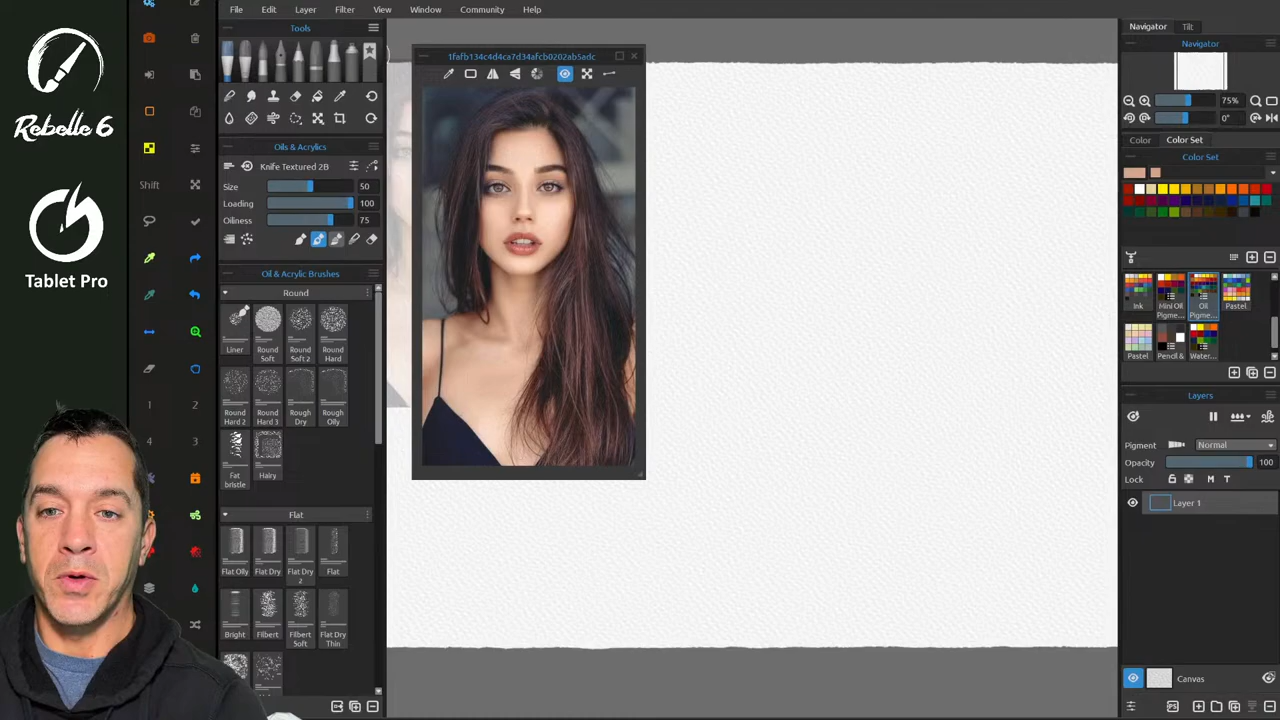 Rebelle 6
Tablet Pro
Shift
1
2
4
3
File Edit Layer Filter View Window Community Help
Tools
Oils & Acrylics
Knife Textured 2B
Size 50
Loading 100
Oiliness 75
Oil & Acrylic Brushes
Round
Liner Round Soft Round Soft 2 Round Hard
Round Hard 2 Round Hard 3 Rough Dry Rough Oily
Fat bristle Hairy
Flat
Flat Oily Flat Dry Flat Dry 2 Flat
Bright Filbert Filbert Soft Flat Dry Thin
1fafb134c4d4ca7d34afcb0202ab5adc
Navigator Tilt
Navigator
75%
0°
Color Color Set
Color Set
Ink Mini Oil Pigme... Oil Pigme... Pastel
Pastel Pencil & Water...
Layers
Pigment Normal
Opacity 100
Lock M T
Layer 1
Canvas